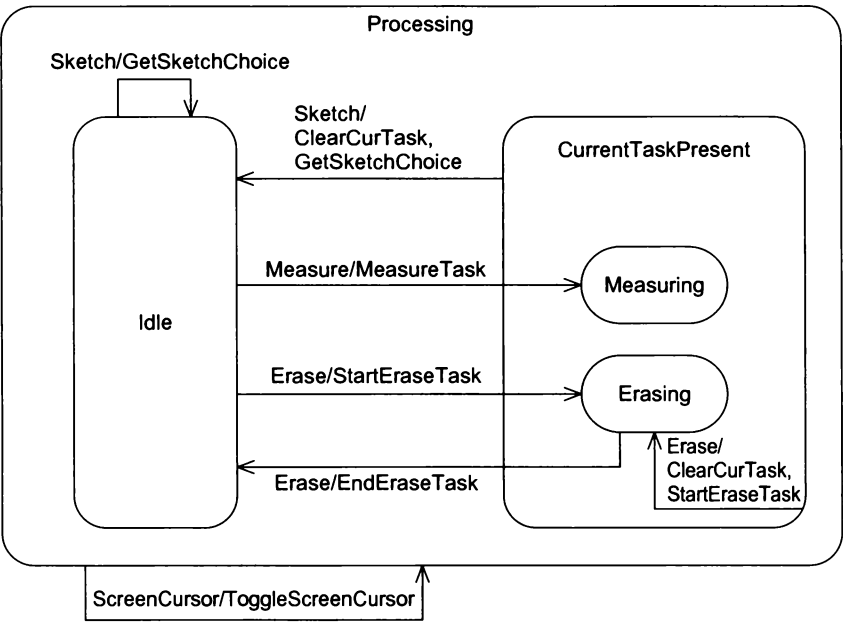 Processing
Sketch/GetSketchChoice
Sketch/
ClearCurTask,
GetSketchChoice
CurrentTaskPresent
Measure/MeasureTask
Measuring
Idle
Erase/StartEraseTask
Erasing
Erase/
ClearCurTask,
StartEraseTask
Erase/EndEraseTask
ScreenCursor/ToggleScreenCursor